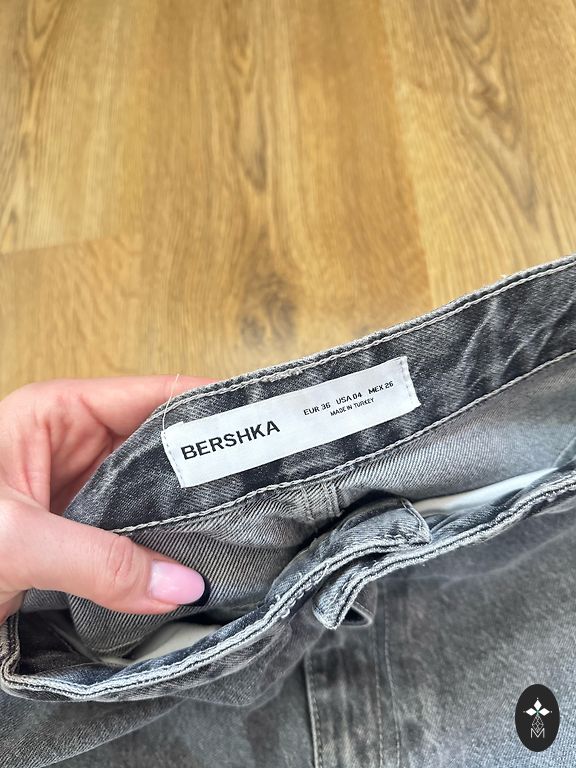 BERSHKA
EUR 36 USA 04 MEX 26
MADE IN TURKEY
M